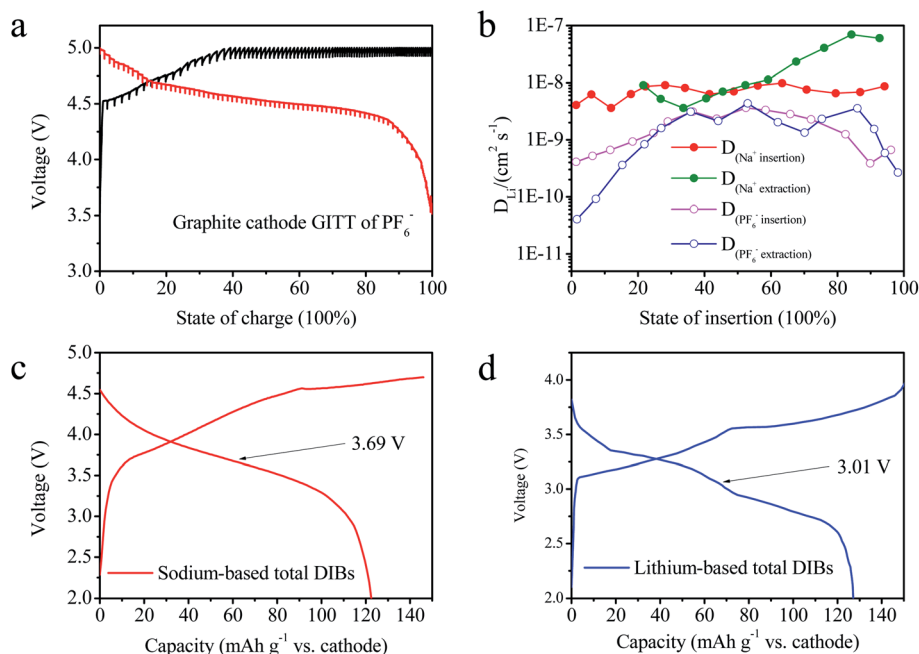 a
5.0
4.5
4.0
3.5
3.0
Voltage (V)
Graphite cathode GITT of PF6-
0 20 40 60 80 100
State of charge (100%)
b
1E-7
1E-8
1E-9
1E-10
1E-11
D_Li/(cm² s⁻¹)
D(Na+ insertion)
D(Na+ extraction)
D(PF6- insertion)
D(PF6- extraction)
0 20 40 60 80 100
State of insertion (100%)
c
5.0
4.5
4.0
3.5
3.0
2.5
2.0
Voltage (V)
3.69 V
Sodium-based total DIBs
0 20 40 60 80 100 120 140
Capacity (mAh g⁻¹ vs. cathode)
d
4.0
3.5
3.0
2.5
2.0
Voltage (V)
3.01 V
Lithium-based total DIBs
0 20 40 60 80 100 120 140
Capacity (mAh g⁻¹ vs. cathode)